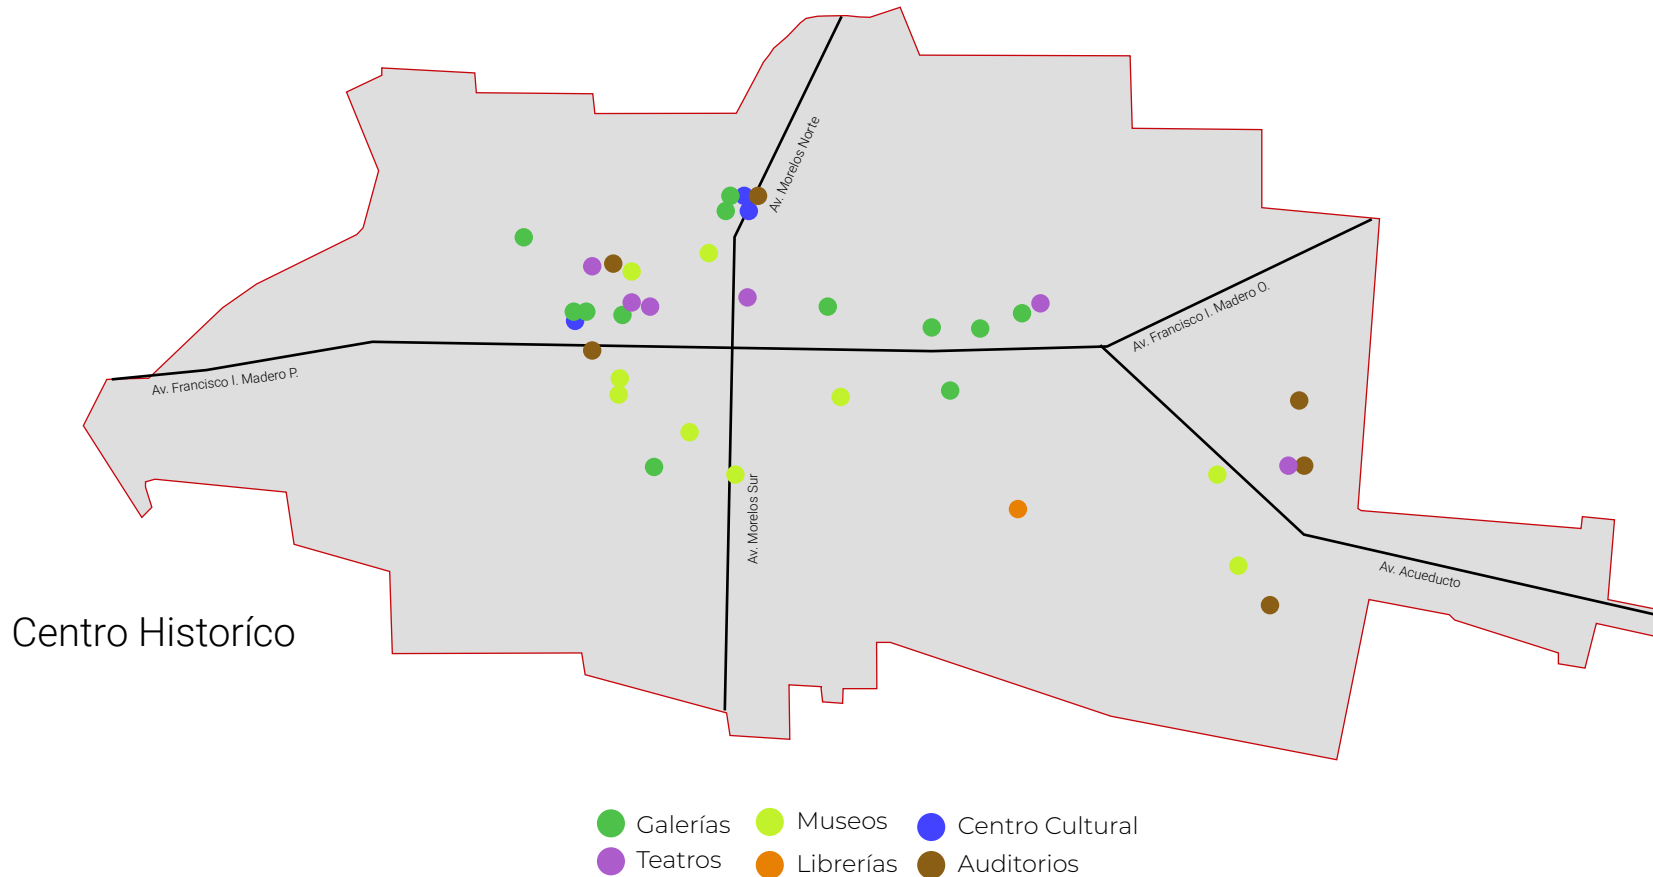 Av. Morelos Norte
Av. Francisco I. Madero O.
Av. Francisco I. Madero P.
Av. Morelos Sur
Av. Acueducto
Centro Historíco
Galerías
Museos
Centro Cultural
Teatros
Librerías
Auditorios